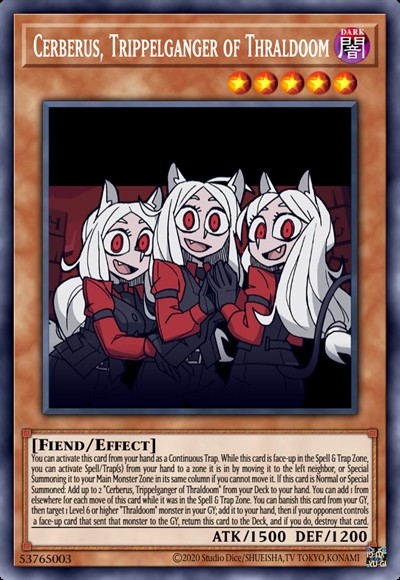 CERBERUS, TRIPPELGANGER OF THRALDOOM
DARK
闇
[FIEND/EFFECT]
You can activate this card from your hand as a Continuous Trap. While this card is face-up in the Spell & Trap Zone,
you can activate Spell/Trap(s) from your hand to a zone it is in by moving it to the left neighbor, or Special
Summoning it to your Main Monster Zone in its same column if you cannot move it. If this card is Normal or Special
Summoned: Add up to 2 "Cerberus, Trippelganger of Thraldoom" from your Deck to your Hand. You can add 1 from
elsewhere for each move of this card while it was in the Spell & Trap Zone. You can banish this card from your GY,
then target 1 Level 6 or higher "Thraldoom" monster in your GY; add it to your hand, then if your opponent controls
a face-up card that sent that monster to the GY, return this card to the Deck, and if you do, destroy that card.
ATK/1500 DEF/1200
53765003
©2020 Studio Dice/SHUEISHA,TV TOKYO,KONAMI